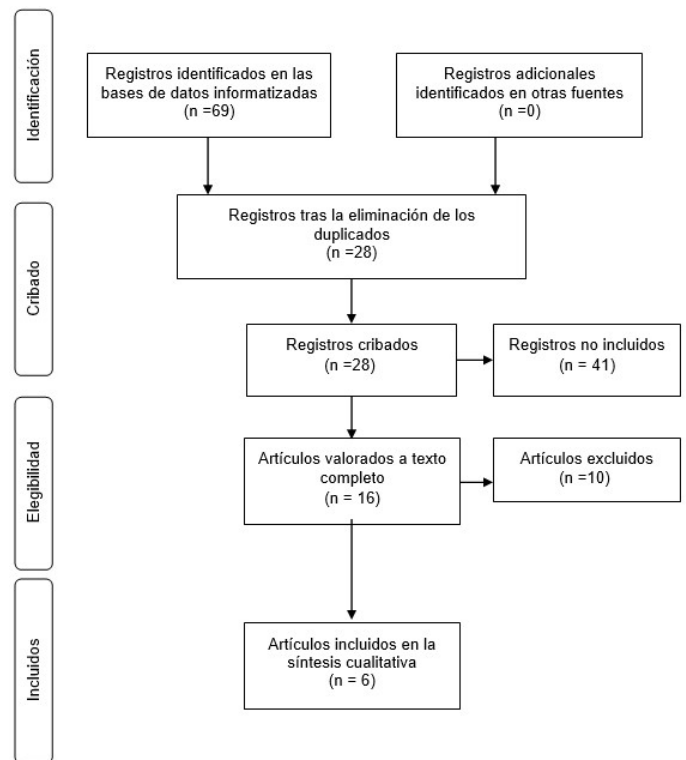 Identificación
Registros identificados en las
bases de datos informatizadas
(n =69)
Registros adicionales
identificados en otras fuentes
(n =0)
Cribado
Registros tras la eliminación de los
duplicados
(n =28)
Registros cribados
(n =28)
Registros no incluidos
(n = 41)
Elegibilidad
Artículos valorados a texto
completo
(n = 16)
Artículos excluidos
(n =10)
Incluidos
Artículos incluidos en la
síntesis cualitativa
(n = 6)